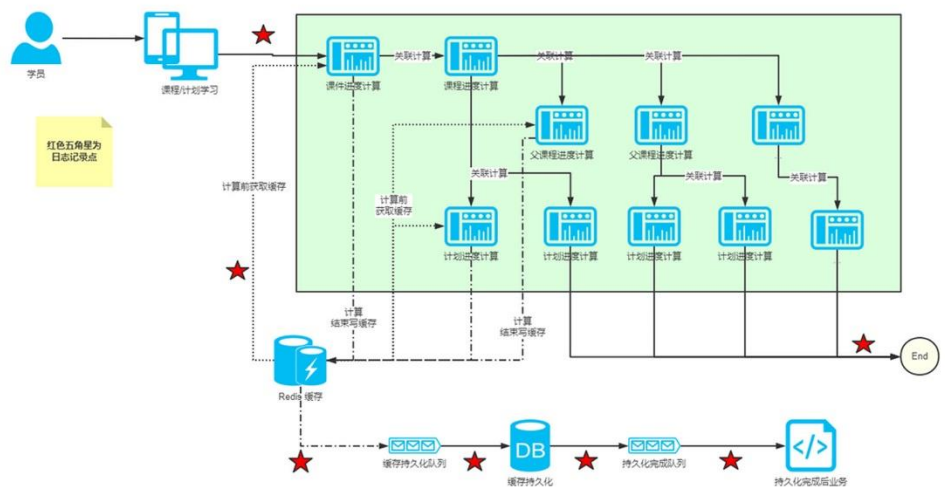 学员
课程/计划学习
红色五角星为
日志记录点
课件进度计算
关联计算
课程进度计算
关联计算
关联计算
父课程进度计算
父课程进度计算
...
计算前获取缓存
计算前
获取缓存
关联计算
关联计算
关联计算
计划进度计算
计划进度计算
计划进度计算
计划进度计算
...
计算
结束写缓存
计算
结束写缓存
End
Redis 缓存
缓存持久化队列
DB
缓存持久化
持久化完成队列
</>
持久化完成后业务